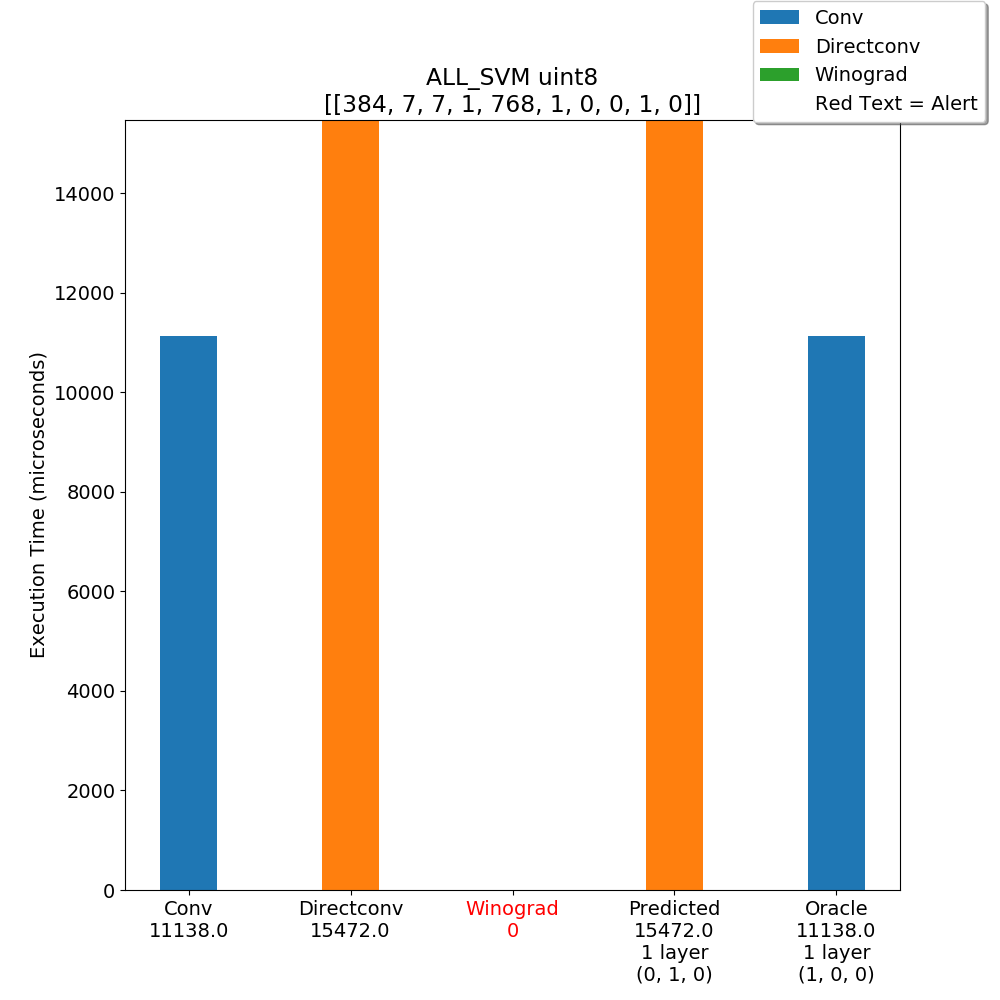 Conv
Directconv
Winograd
Red Text = Alert
ALL_SVM uint8
[[384, 7, 7, 1, 768, 1, 0, 0, 1, 0]]
Execution Time (microseconds)
14000
12000
10000
8000
6000
4000
2000
0
Conv
11138.0
Directconv
15472.0
Winograd
0
Predicted
15472.0
1 layer
(0, 1, 0)
Oracle
11138.0
1 layer
(1, 0, 0)